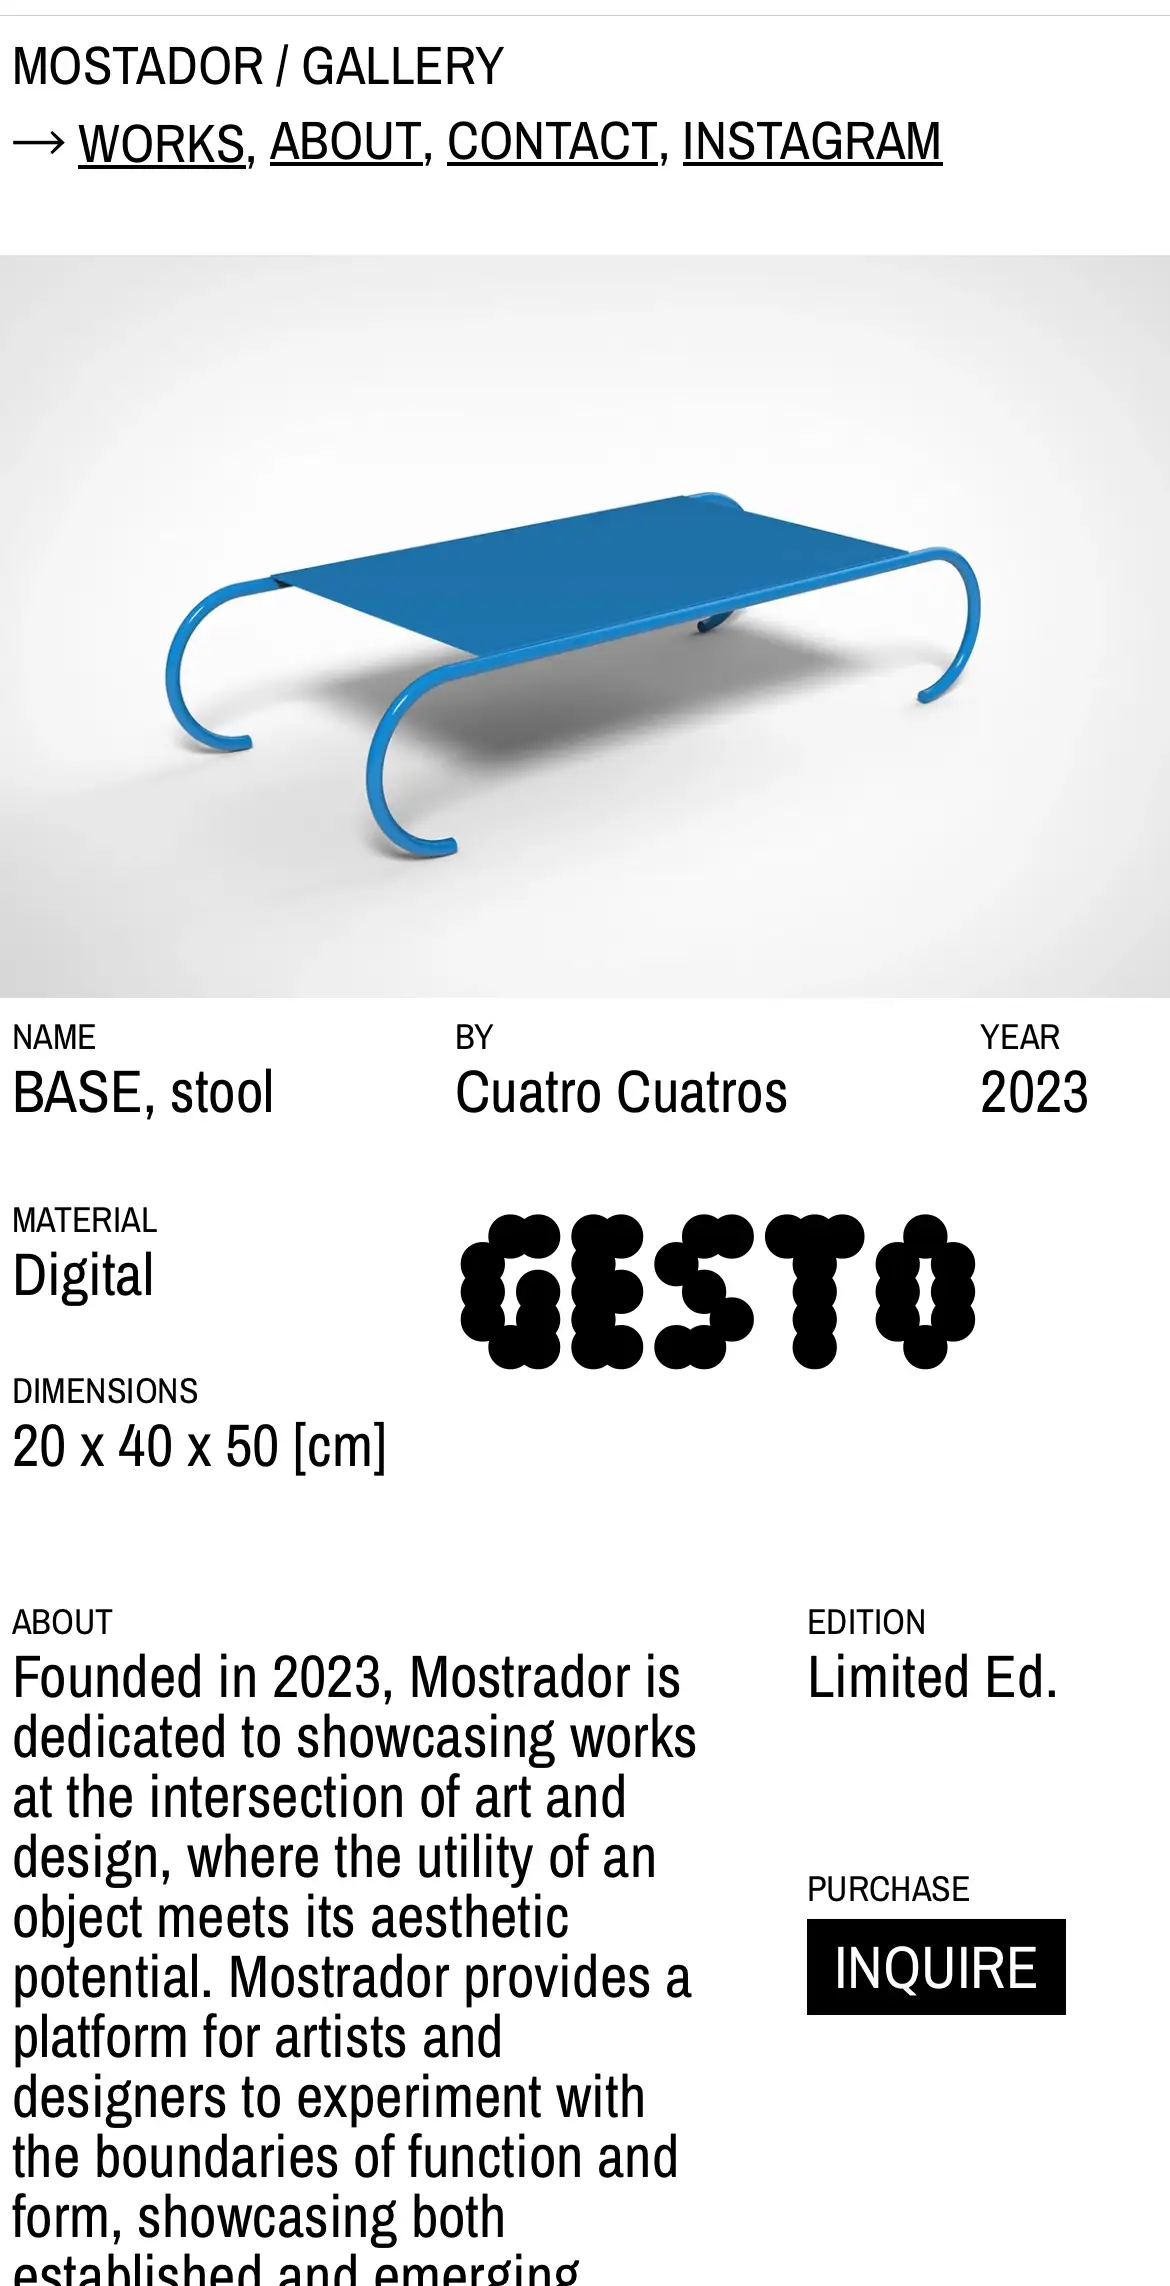 MOSTADOR / GALLERY
→ WORKS, ABOUT, CONTACT, INSTAGRAM
NAME
BASE, stool
BY
Cuatro Cuatros
YEAR
2023
MATERIAL
Digital
GESTO
DIMENSIONS
20 x 40 x 50 [cm]
ABOUT
Founded in 2023, Mostrador is
dedicated to showcasing works
at the intersection of art and
design, where the utility of an
object meets its aesthetic
potential. Mostrador provides a
platform for artists and
designers to experiment with
the boundaries of function and
form, showcasing both
established and emerging
EDITION
Limited Ed.
PURCHASE
INQUIRE